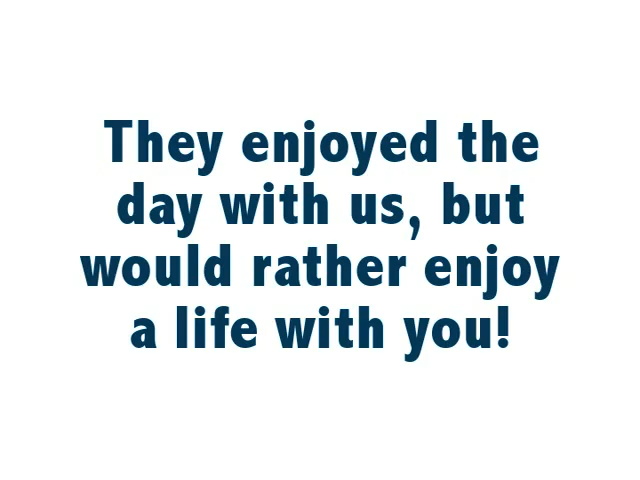 They enjoyed the
day with us, but
would rather enjoy
a life with you!